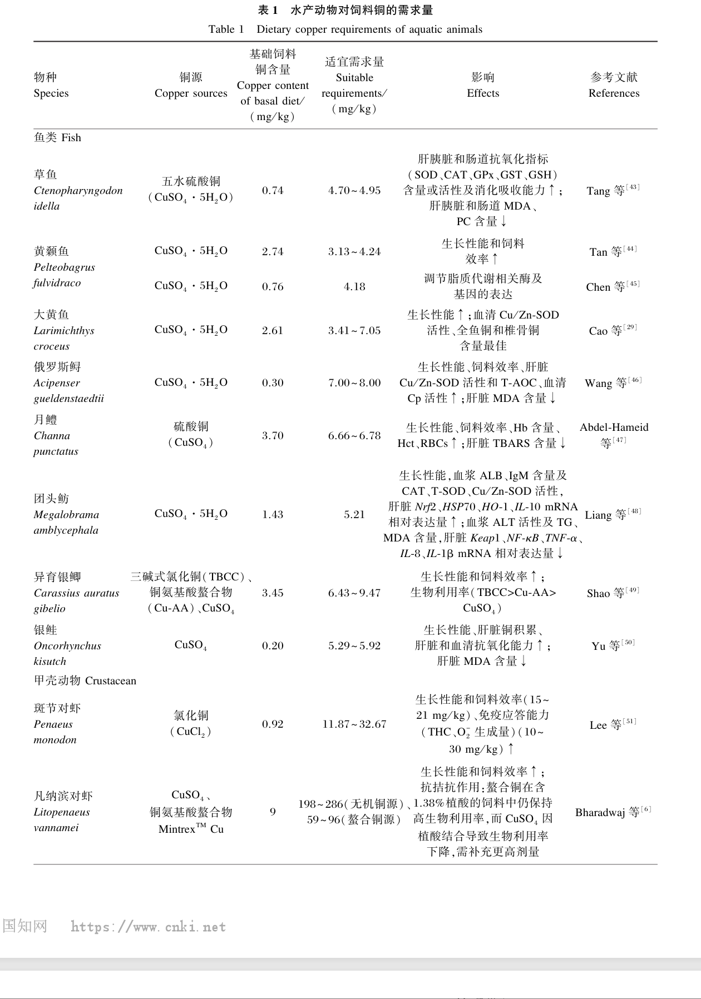 表 1 水产动物对饲料铜的需求量
Table 1 Dietary copper requirements of aquatic animals
物种
Species
铜源
Copper sources
基础饲料
铜含量
Copper content
of basal diet/
(mg/kg)
适宜需求量
Suitable
requirements/
(mg/kg)
影响
Effects
参考文献
References
鱼类 Fish
草鱼
Ctenopharyngodon
idella
五水硫酸铜
(CuSO₄·5H₂O)
0.74
4.70~4.95
肝胰脏和肠道抗氧化指标
(SOD、CAT、GPx、GST、GSH)
含量或活性及消化吸收能力↑;
肝胰脏和肠道 MDA、
PC 含量↓
Tang 等[43]
黄颡鱼
Pelteobagrus
fulvidraco
CuSO₄·5H₂O
2.74
3.13~4.24
生长性能和饲料
效率↑
Tan 等[44]
CuSO₄·5H₂O
0.76
4.18
调节脂质代谢相关酶及
基因的表达
Chen 等[45]
大黄鱼
Larimichthys
croceus
CuSO₄·5H₂O
2.61
3.41~7.05
生长性能↑;血清 Cu/Zn-SOD
活性、全鱼铜和椎骨铜
含量最佳
Cao 等[29]
俄罗斯鲟
Acipenser
gueldenstaedtii
CuSO₄·5H₂O
0.30
7.00~8.00
生长性能、饲料效率、肝脏
Cu/Zn-SOD 活性和 T-AOC、血清
Cp 活性↑;肝脏 MDA 含量↓
Wang 等[46]
月鳢
Channa
punctatus
硫酸铜
(CuSO₄)
3.70
6.66~6.78
生长性能、饲料效率、Hb 含量、
Hct、RBCs↑;肝脏 TBARS 含量↓
Abdel-Hameid
等[47]
团头鲂
Megalobrama
amblycephala
CuSO₄·5H₂O
1.43
5.21
生长性能,血浆 ALB、IgM 含量及
CAT、T-SOD、Cu/Zn-SOD 活性,
肝脏 Nrf2、HSP70、HO-1、IL-10 mRNA
相对表达量↑;血浆 ALT 活性及 TG、
MDA 含量,肝脏 Keap1、NF-κB、TNF-α、
IL-8、IL-1β mRNA 相对表达量↓
Liang 等[48]
异育银鲫
Carassius auratus
gibelio
三碱式氯化铜(TBCC)、
铜氨基酸螯合物
(Cu-AA)、CuSO₄
3.45
6.43~9.47
生长性能和饲料效率↑;
生物利用率(TBCC>Cu-AA>
CuSO₄)
Shao 等[49]
银鲑
Oncorhynchus
kisutch
CuSO₄
0.20
5.29~5.92
生长性能、肝脏铜积累、
肝脏和血清抗氧化能力↑;
肝脏 MDA 含量↓
Yu 等[50]
甲壳动物 Crustacean
斑节对虾
Penaeus
monodon
氯化铜
(CuCl₂)
0.92
11.87~32.67
生长性能和饲料效率(15~
21 mg/kg)、免疫应答能力
(THC、O₂⁻ 生成量)(10~
30 mg/kg)↑
Lee 等[51]
凡纳滨对虾
Litopenaeus
vannamei
CuSO₄、
铜氨基酸螯合物
Mintrex™ Cu
9
198~286(无机铜源)、
59~96(螯合铜源)
生长性能和饲料效率↑;
抗拮抗作用:螯合铜在含
1.38%植酸的饲料中仍保持
高生物利用率,而 CuSO₄ 因
植酸结合导致生物利用率
下降,需补充更高剂量
Bharadwaj 等[6]
国知网 https://www.cnki.net